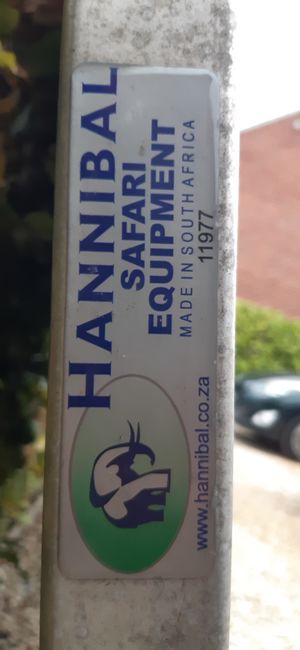 HANNIBAL
SAFARI
EQUIPMENT
MADE IN SOUTH AFRICA
11977
www.hannibal.co.za